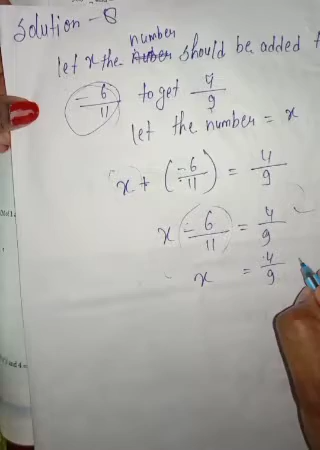 Solution - 8
let x the number should be added t
-6/11 to get 4/9
let the number = x
x + (-6/11) = 4/9
x - 6/11 = 4/9
x = 4/9